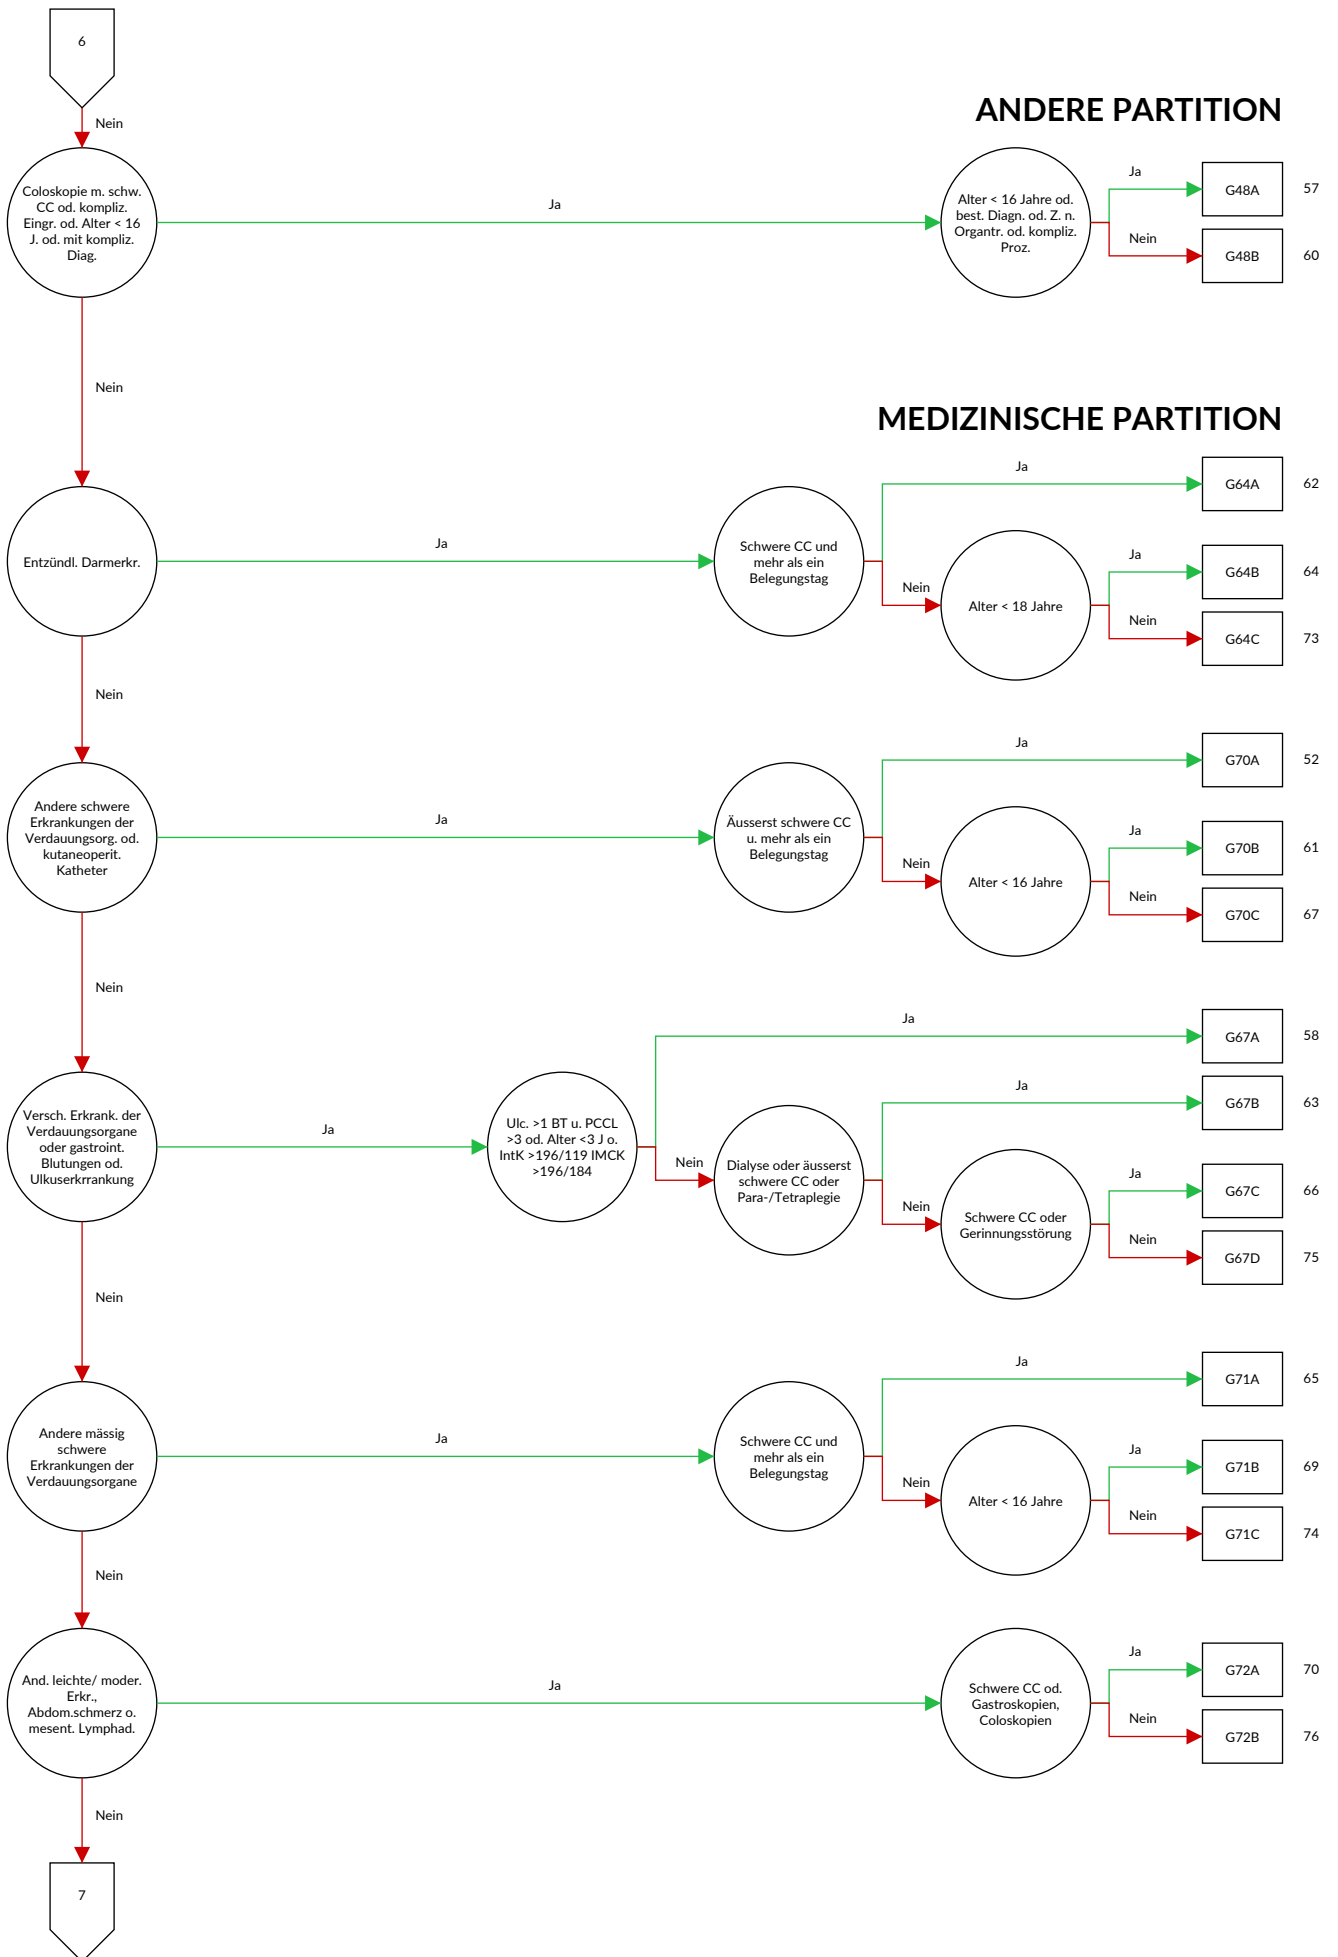 6
Nein
ANDERE PARTITION
Coloskopie m. schw.
CC od. kompliz.
Eingr. od. Alter < 16
J. od. mit kompliz.
Diag.
Ja
Alter < 16 Jahre od.
best. Diagn. od. Z. n.
Organtr. od. kompliz.
Proz.
Ja
G48A
57
Nein
G48B
60
Nein
MEDIZINISCHE PARTITION
Entzündl. Darmerkr.
Ja
Schwere CC und
mehr als ein
Belegungstag
Ja
G64A
62
Nein
Alter < 18 Jahre
Ja
G64B
64
Nein
G64C
73
Nein
Andere schwere
Erkrankungen der
Verdauungsorg. od.
kutaneoperit.
Katheter
Ja
Äusserst schwere CC
u. mehr als ein
Belegungstag
Ja
G70A
52
Nein
Alter < 16 Jahre
Ja
G70B
61
Nein
G70C
67
Nein
Versch. Erkrank. der
Verdauungsorgane
oder gastroint.
Blutungen od.
Ulkuserkrrankung
Ja
Ulc. >1 BT u. PCCL
>3 od. Alter <3 J o.
IntK >196/119 IMCK
>196/184
Ja
G67A
58
Nein
Dialyse oder äusserst
schwere CC oder
Para-/Tetraplegie
Ja
G67B
63
Nein
Schwere CC oder
Gerinnungsstörung
Ja
G67C
66
Nein
G67D
75
Nein
Andere mässig
schwere
Erkrankungen der
Verdauungsorgane
Ja
Schwere CC und
mehr als ein
Belegungstag
Ja
G71A
65
Nein
Alter < 16 Jahre
Ja
G71B
69
Nein
G71C
74
Nein
And. leichte/ moder.
Erkr.,
Abdom.schmerz o.
mesent. Lymphad.
Ja
Schwere CC od.
Gastroskopien,
Coloskopien
Ja
G72A
70
Nein
G72B
76
Nein
7